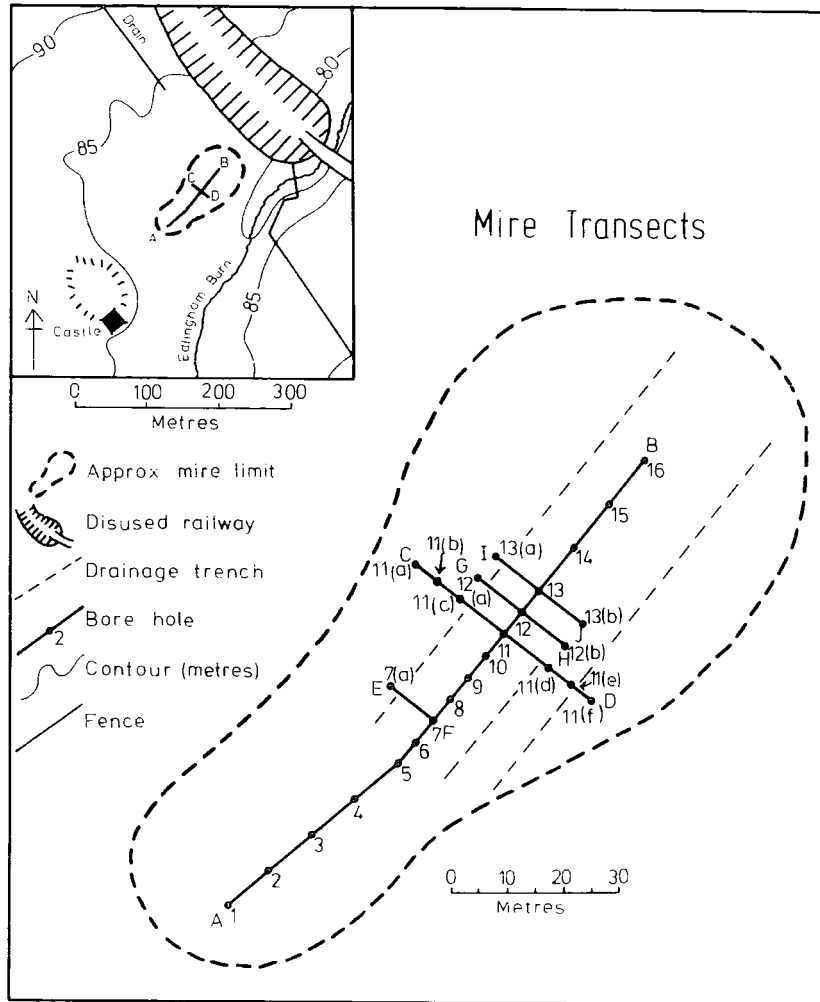 90
Drain
80
85
B
C
D
A
N
Castle
Edlingham Burn
85
0 100 200 300
Metres
Mire Transects
Approx mire limit
Disused railway
Drainage trench
Bore hole
2
Contour (metres)
Fence
B
16
15
14
I 13(a)
13
13(b)
J
C
11(a)
11(b)
11(c)
G
12
(a)
12
12(b)
H
11
10
9
8
11(d)
11(e)
11(f)
D
7(a)
E
7F
6
5
4
3
2
A 1
0 10 20 30
Metres